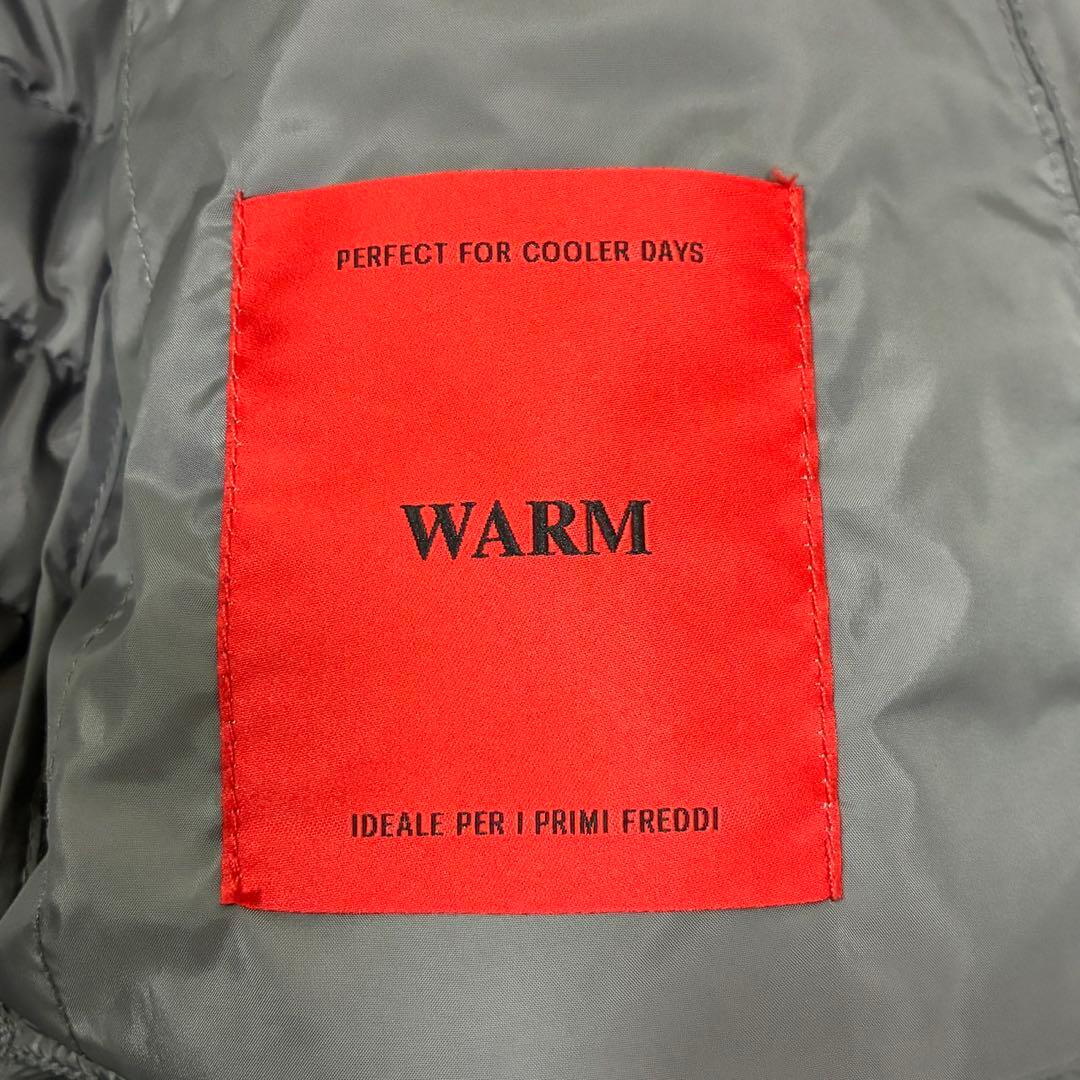 PERFECT FOR COOLER DAYS
WARM
IDEALE PER I PRIMI FREDDI